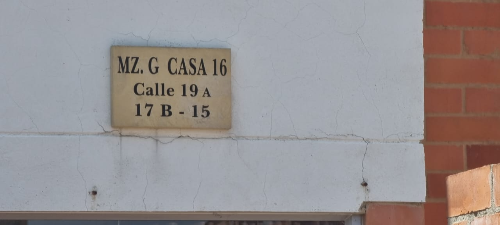 MZ. G CASA 16
Calle 19 A
17 B - 15